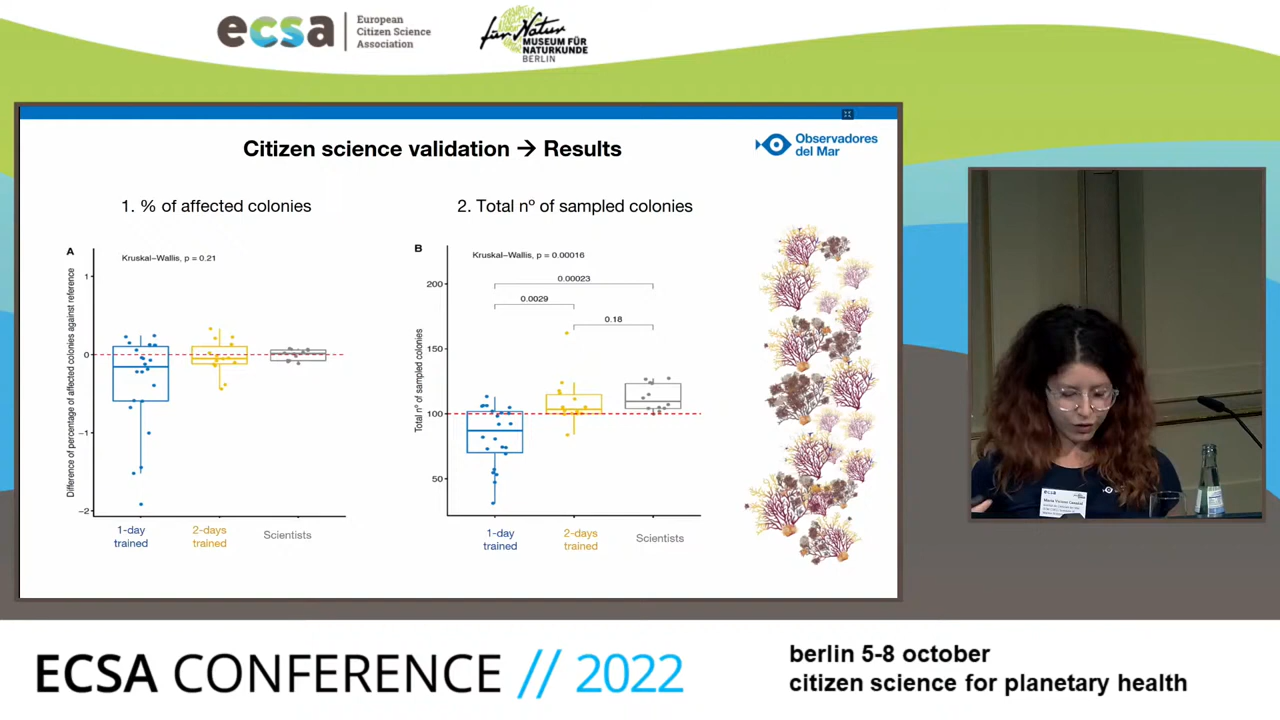 ecsa
European
Citizen Science
Association
für Natur
MUSEUM FÜR
NATURKUNDE
BERLIN
Citizen science validation → Results
Observadores
del Mar
1. % of affected colonies
2. Total nº of sampled colonies
A
Kruskal–Wallis, p = 0.21
Difference of percentage of affected colonies against reference
1
0
–1
–2
1-day
trained
2-days
trained
Scientists
B
Kruskal–Wallis, p = 0.00016
0.00023
0.0029
0.18
Total nº of sampled colonies
200
150
100
50
1-day
trained
2-days
trained
Scientists
ecsa
ECSA CONFERENCE // 2022
berlin 5-8 october
citizen science for planetary health